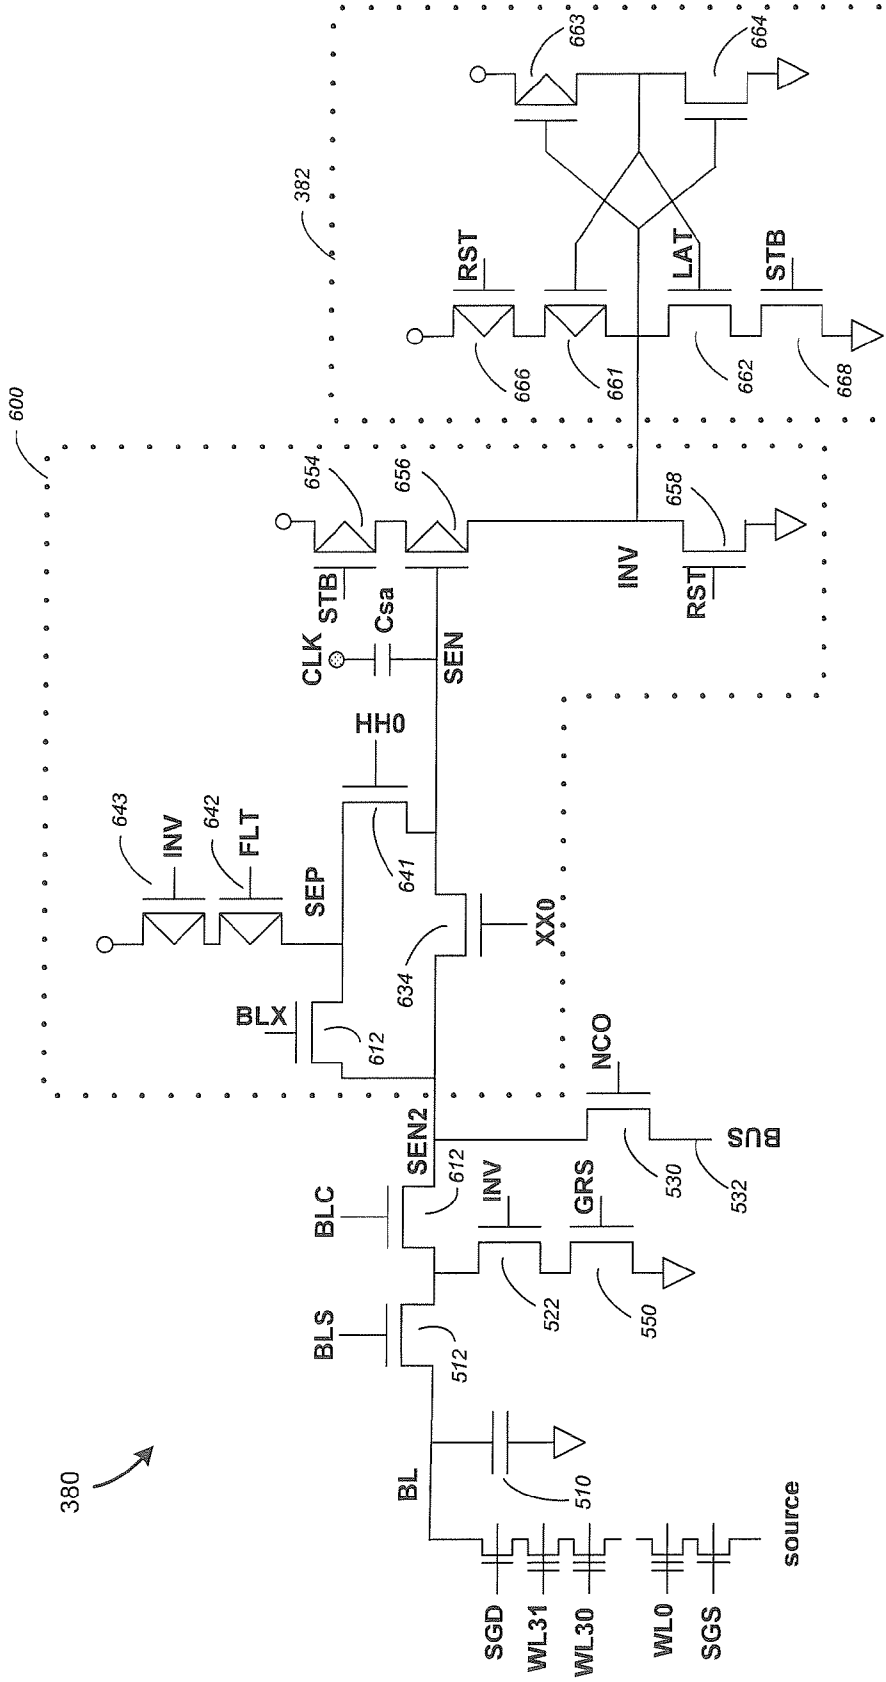 380
SGD
WL31
WL30
WL0
SGS
source
BL
510
BLS
512
BLC
612
522
INV
550
GRS
SEN2
530
NCO
532
BUS
600
BLX
612
643
INV
642
FLT
SEP
641
HH0
634
XX0
CLK
Csa
SEN
STB
654
656
INV
RST
658
382
RST
666
661
LAT
662
STB
668
663
664